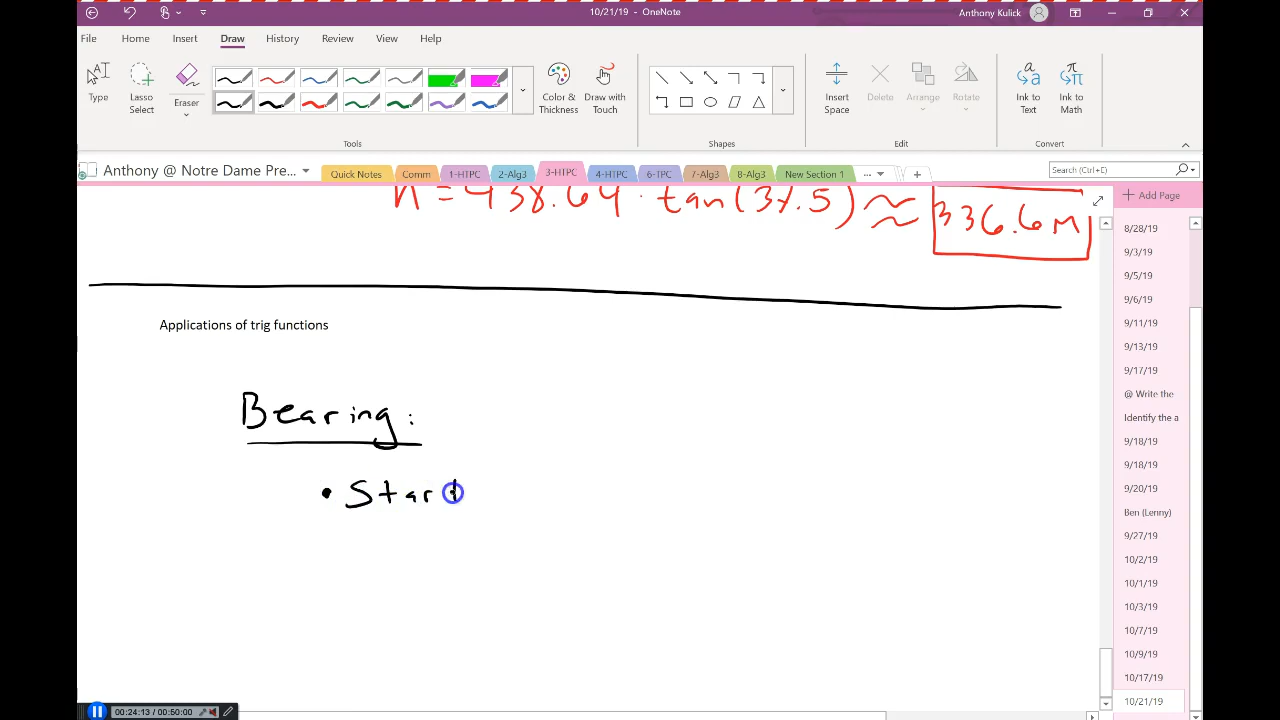 10/21/19 - OneNote
Anthony Kulick
File Home Insert Draw History Review View Help
Type
Lasso Select
Eraser
Color & Thickness
Draw with Touch
Insert Space
Delete
Arrange
Rotate
Ink to Text
Ink to Math
Tools
Shapes
Edit
Convert
Anthony @ Notre Dame Pre...
Quick Notes Comm 1-HTPC 2-Alg3 3-HTPC 4-HTPC 6-TPC 7-Alg3 8-Alg3 New Section 1 ...
Search (Ctrl+E)
Add Page
438.64 · tan(37.5) ≈ 336.6 M
Applications of trig functions
Bearing:
• Start
8/28/19
9/3/19
9/5/19
9/6/19
9/11/19
9/13/19
9/17/19
@ Write the
Identify the a
9/18/19
9/18/19
9/20/19
Ben (Lenny)
9/27/19
10/2/19
10/1/19
10/3/19
10/7/19
10/9/19
10/17/19
10/21/19
00:24:13 / 00:50:00